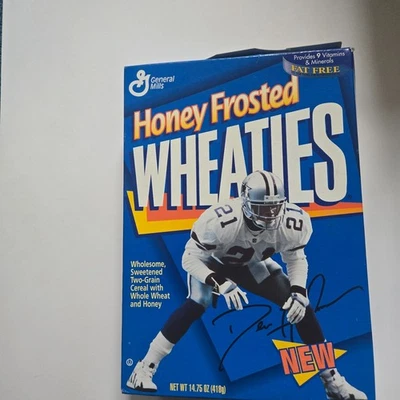 Provides 9 Vitamins
& Minerals
FAT FREE
General
Mills
Honey Frosted
WHEATIES
21
21
21
Wholesome,
Sweetened
Two-Grain
Cereal with
Whole Wheat
and Honey
NEW
NET WT 14.75 OZ (418g)